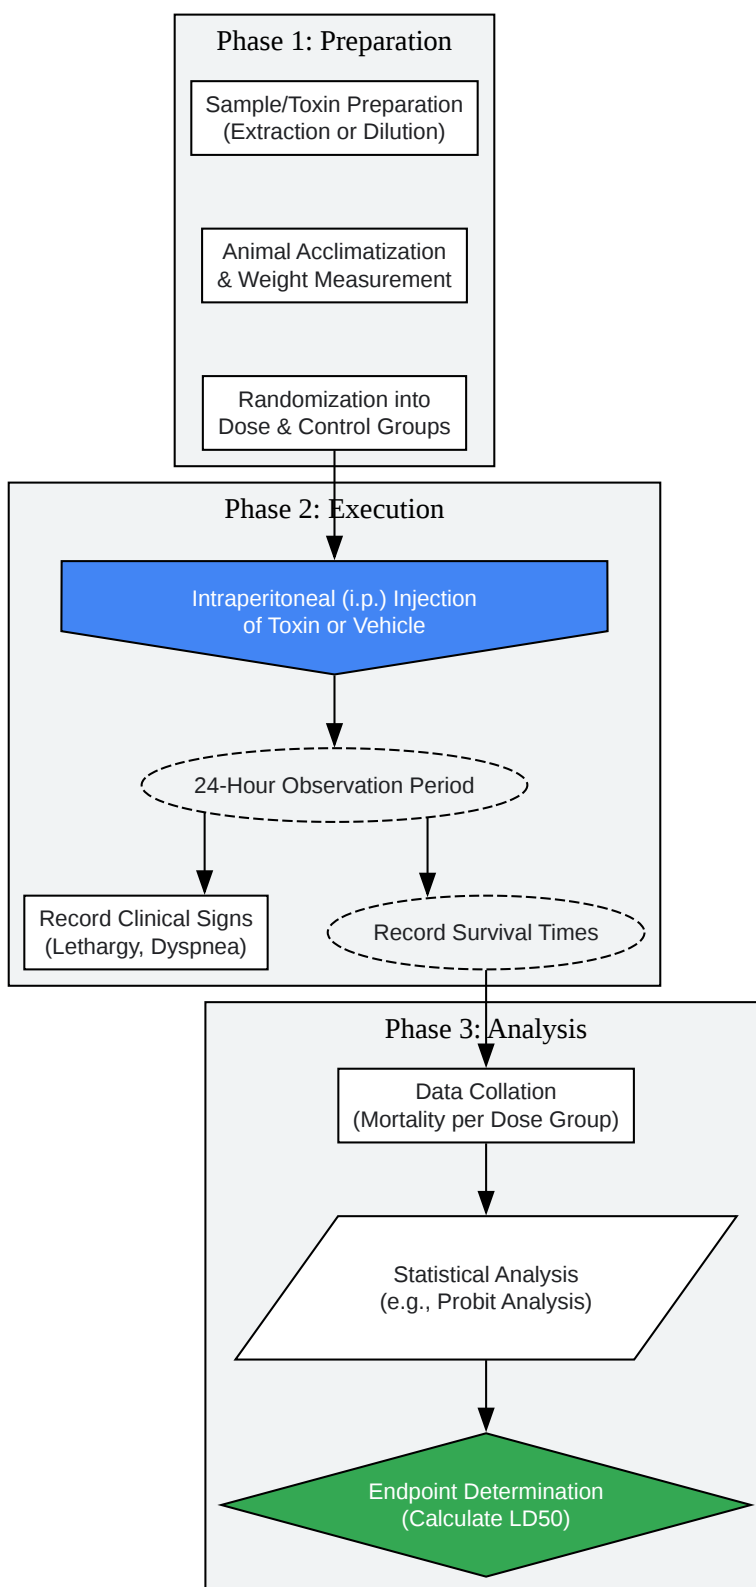 Phase 1: Preparation
Sample/Toxin Preparation
(Extraction or Dilution)
Animal Acclimatization
& Weight Measurement
Randomization into
Dose & Control Groups
Phase 2: Execution
Intraperitoneal (i.p.) Injection
of Toxin or Vehicle
24-Hour Observation Period
Record Clinical Signs
(Lethargy, Dyspnea)
Record Survival Times
Phase 3: Analysis
Data Collation
(Mortality per Dose Group)
Statistical Analysis
(e.g., Probit Analysis)
Endpoint Determination
(Calculate LD50)